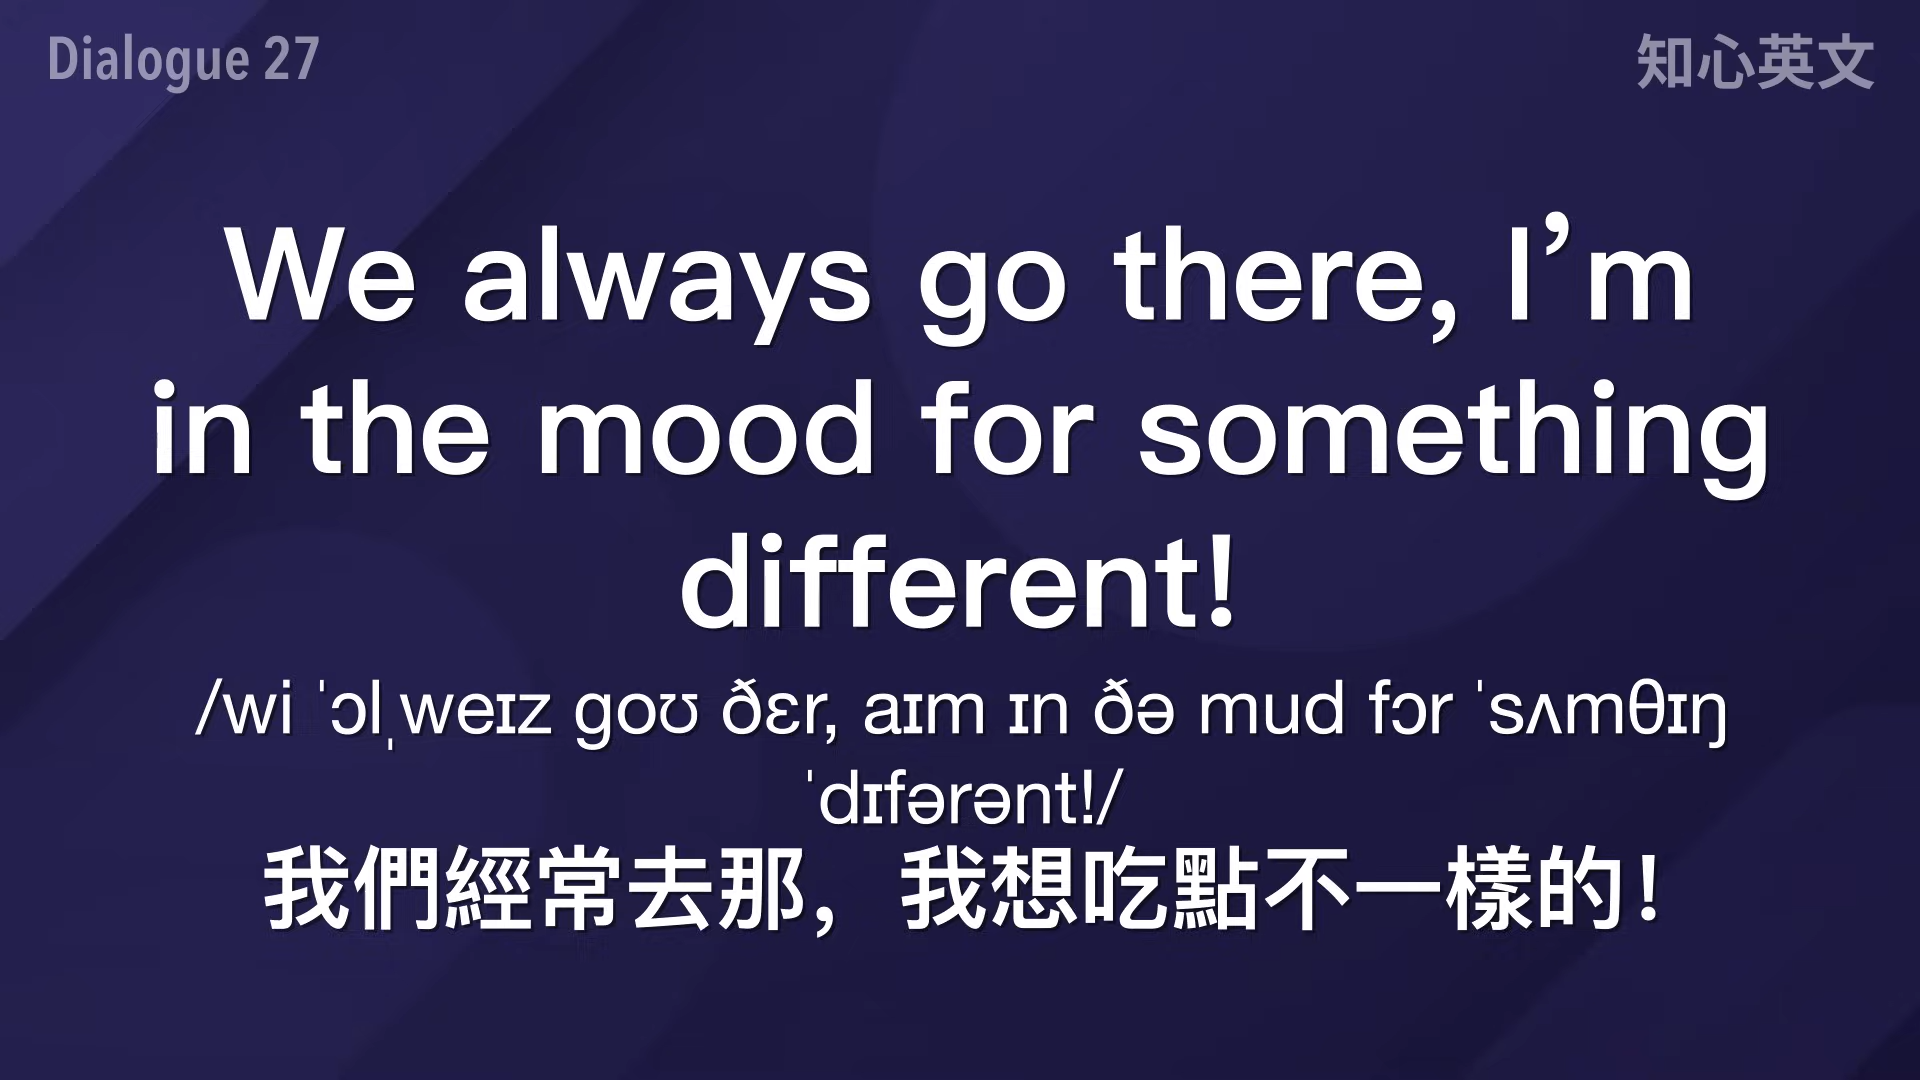 Dialogue 27
知心英文
We always go there, I’m
in the mood for something
different!
/wi ˈɔlˌweɪz goʊ ðɛr, aɪm ɪn ðə mud fɔr ˈsʌmθɪŋ
ˈdɪfərənt!/
我們經常去那，我想吃點不一樣的！